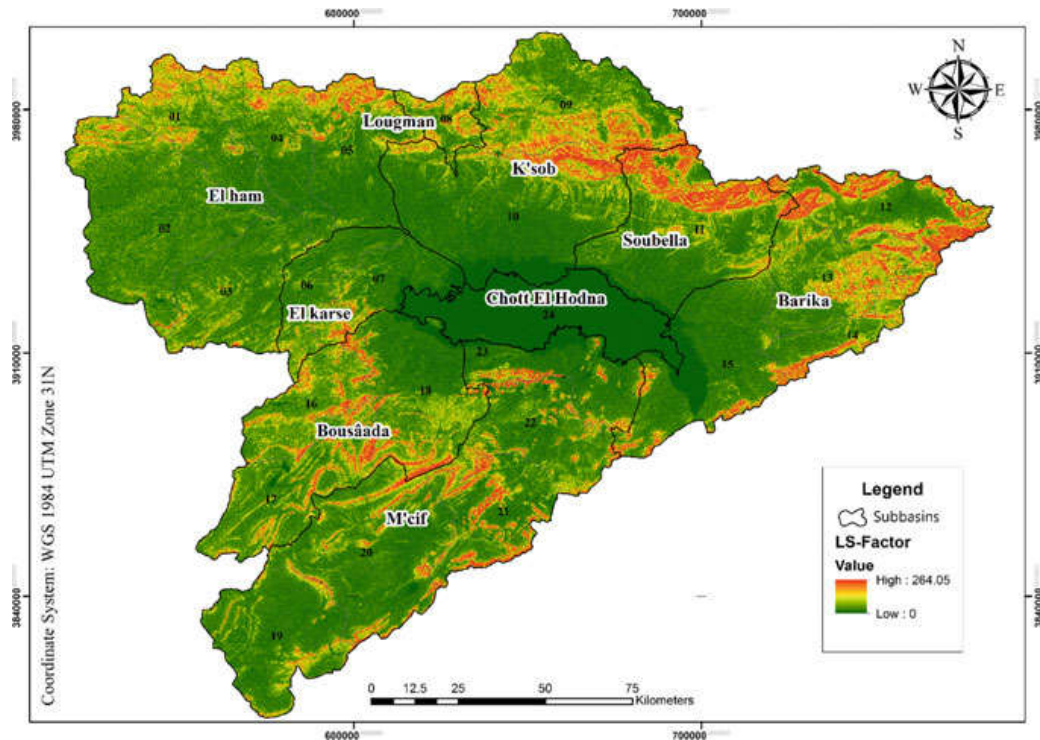 600000
700000
N
W
E
S
3980000
3980000
09
01
08
Lougman
04
05
K'sob
El ham
12
10
02
11
Soubella
13
03
06
07
Chott El Hodna
Barika
El karse
24
14
3910000
3910000
23
15
18
16
22
Bousâada
17
21
M'cif
20
19
3840000
3840000
Legend
Subbasins
LS-Factor
Value
High : 264.05
Low : 0
Coordinate System: WGS 1984 UTM Zone 31N
0 12.5 25 50 75
Kilometers
600000
700000